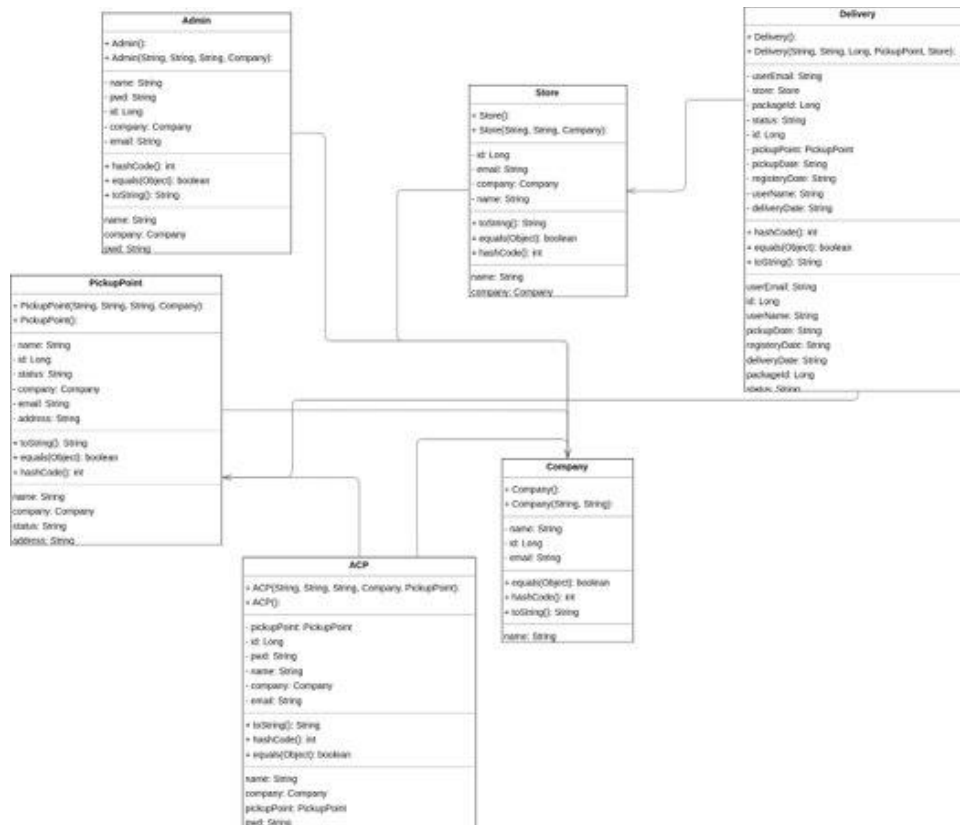 Admin
+ Admin():
+ Admin(String, String, String, Company):
- name: String
- pwd: String
- id: Long
- company: Company
- email: String
+ hashCode(): int
+ equals(Object): boolean
+ toString(): String
name: String
company: Company
pwd: String
Store
+ Store():
+ Store(String, String, Company):
- id: Long
- email: String
- company: Company
- name: String
+ toString(): String
+ equals(Object): boolean
+ hashCode(): int
name: String
company: Company
Delivery
+ Delivery():
+ Delivery(String, String, Long, PickupPoint, Store):
- userEmail: String
- store: Store
- packageId: Long
- status: String
- id: Long
- pickupPoint: PickupPoint
- pickupDate: String
- registeryDate: String
- userName: String
- deliveryDate: String
+ hashCode(): int
+ equals(Object): boolean
+ toString(): String
userEmail: String
id: Long
userName: String
pickupDate: String
registeryDate: String
deliveryDate: String
packageId: Long
status: String
PickupPoint
+ PickupPoint(String, String, String, Company):
+ PickupPoint():
- name: String
- id: Long
- status: String
- company: Company
- email: String
- address: String
+ toString(): String
+ equals(Object): boolean
+ hashCode(): int
name: String
company: Company
status: String
address: String
Company
+ Company():
+ Company(String, String):
- name: String
- id: Long
- email: String
+ equals(Object): boolean
+ hashCode(): int
+ toString(): String
name: String
ACP
+ ACP(String, String, String, Company, PickupPoint):
+ ACP():
- pickupPoint: PickupPoint
- id: Long
- pwd: String
- name: String
- company: Company
- email: String
+ toString(): String
+ hashCode(): int
+ equals(Object): boolean
name: String
company: Company
pickupPoint: PickupPoint
pwd: String